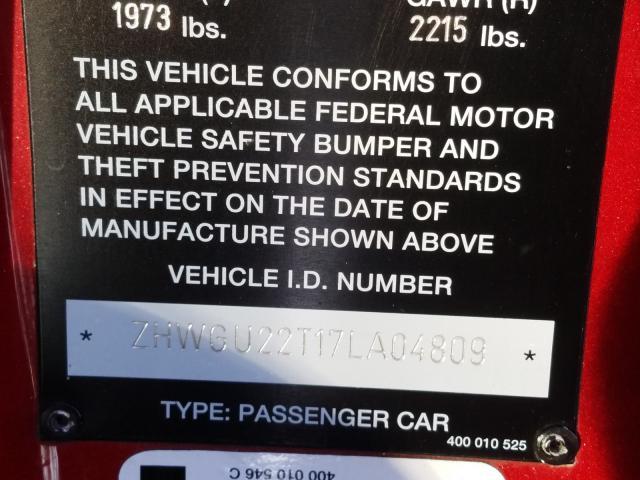 GAWR (R)
1973 lbs. 2215 lbs.
THIS VEHICLE CONFORMS TO
ALL APPLICABLE FEDERAL MOTOR
VEHICLE SAFETY BUMPER AND
THEFT PREVENTION STANDARDS
IN EFFECT ON THE DATE OF
MANUFACTURE SHOWN ABOVE
VEHICLE I.D. NUMBER
* ZHWGU22T17LA04809 *
TYPE: PASSENGER CAR
400 010 525
400 010 546 C